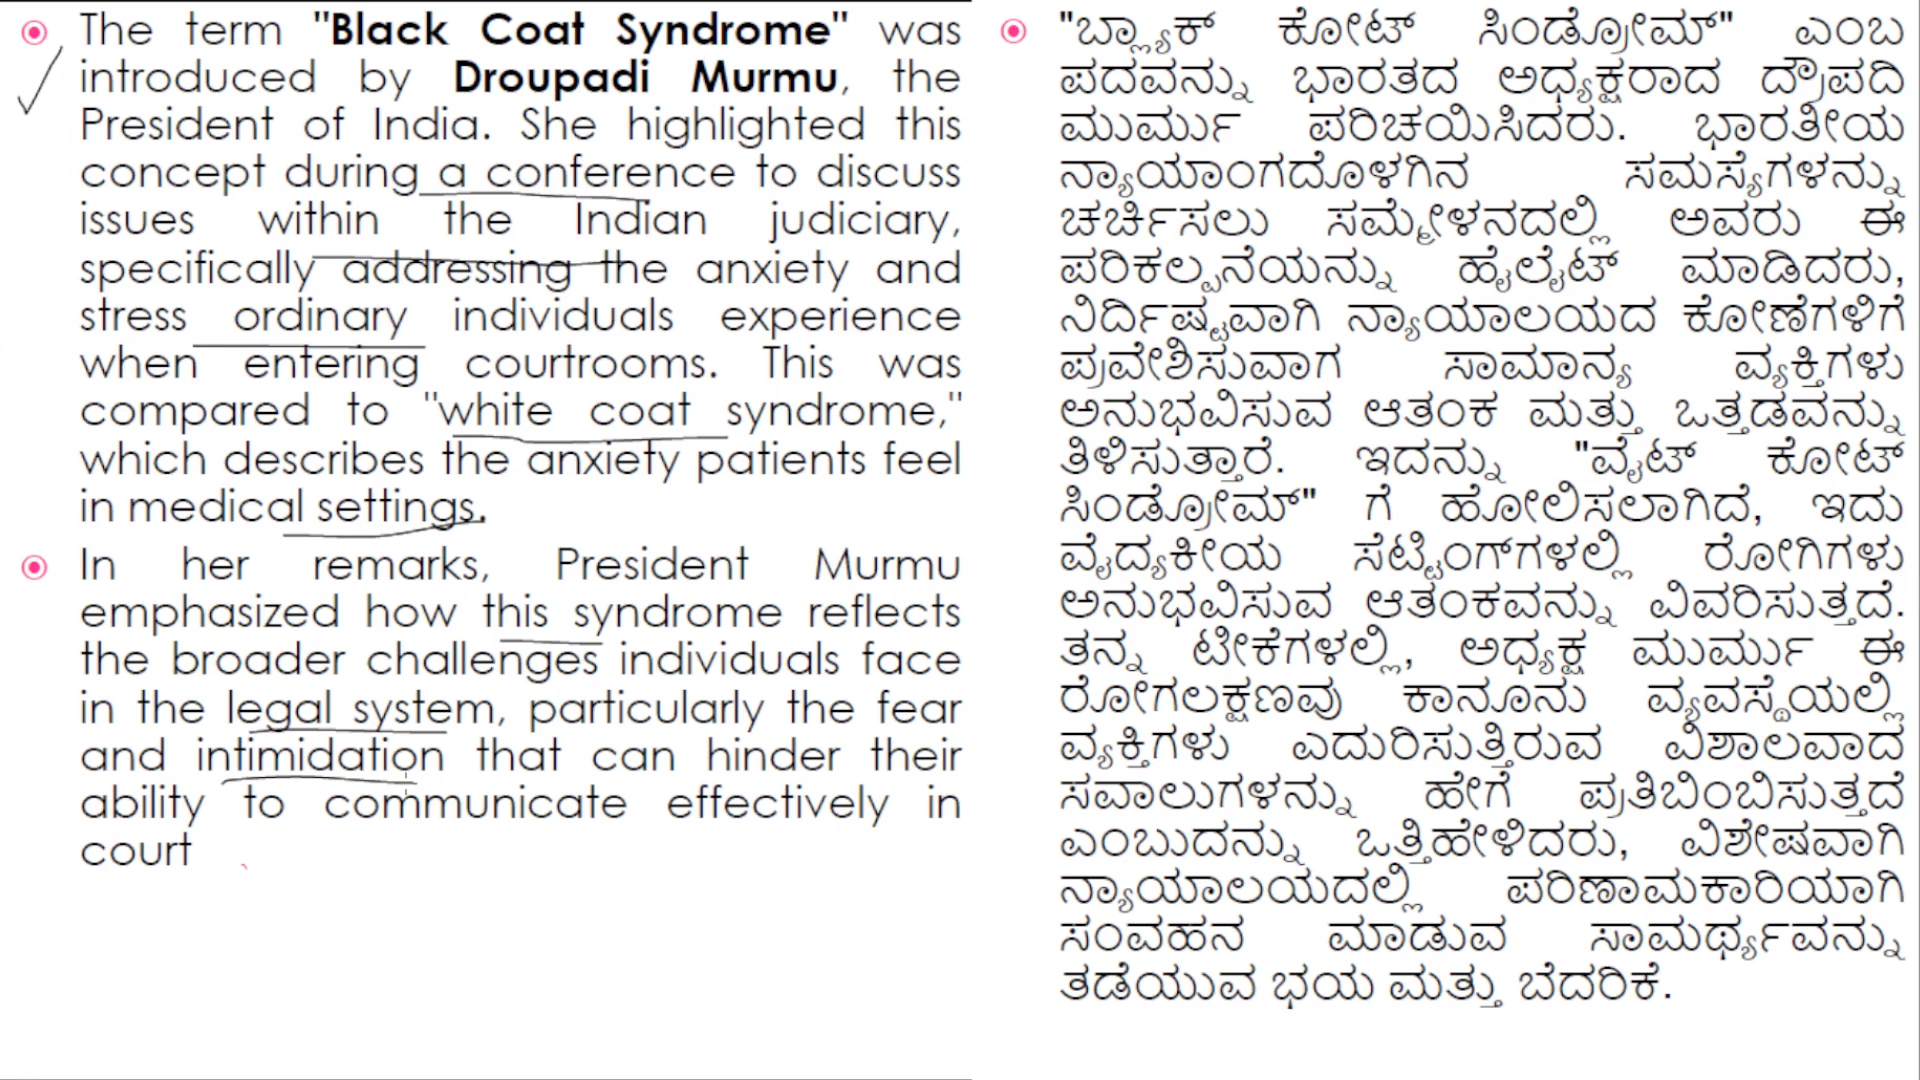 The term "Black Coat Syndrome" was
introduced by Droupadi Murmu, the
President of India. She highlighted this
concept during a conference to discuss
issues within the Indian judiciary,
specifically addressing the anxiety and
stress ordinary individuals experience
when entering courtrooms. This was
compared to "white coat syndrome,"
which describes the anxiety patients feel
in medical settings.
In her remarks, President Murmu
emphasized how this syndrome reflects
the broader challenges individuals face
in the legal system, particularly the fear
and intimidation that can hinder their
ability to communicate effectively in
court
"ಬ್ಲ್ಯಾಕ್ ಕೋಟ್ ಸಿಂಡ್ರೋಮ್" ಎಂಬ
ಪದವನ್ನು ಭಾರತದ ಅಧ್ಯಕ್ಷರಾದ ದ್ರೌಪದಿ
ಮುರ್ಮು ಪರಿಚಯಿಸಿದರು. ಭಾರತೀಯ
ನ್ಯಾಯಾಂಗದೊಳಗಿನ ಸಮಸ್ಯೆಗಳನ್ನು
ಚರ್ಚಿಸಲು ಸಮ್ಮೇಳನದಲ್ಲಿ ಅವರು ಈ
ಪರಿಕಲ್ಪನೆಯನ್ನು ಹೈಲೈಟ್ ಮಾಡಿದರು,
ನಿರ್ದಿಷ್ಟವಾಗಿ ನ್ಯಾಯಾಲಯದ ಕೋಣೆಗಳಿಗೆ
ಪ್ರವೇಶಿಸುವಾಗ ಸಾಮಾನ್ಯ ವ್ಯಕ್ತಿಗಳು
ಅನುಭವಿಸುವ ಆತಂಕ ಮತ್ತು ಒತ್ತಡವನ್ನು
ತಿಳಿಸುತ್ತಾರೆ. ಇದನ್ನು "ವೈಟ್ ಕೋಟ್
ಸಿಂಡ್ರೋಮ್" ಗೆ ಹೋಲಿಸಲಾಗಿದೆ, ಇದು
ವೈದ್ಯಕೀಯ ಸೆಟ್ಟಿಂಗ್‌ಗಳಲ್ಲಿ ರೋಗಿಗಳು
ಅನುಭವಿಸುವ ಆತಂಕವನ್ನು ವಿವರಿಸುತ್ತದೆ.
ತನ್ನ ಟೀಕೆಗಳಲ್ಲಿ, ಅಧ್ಯಕ್ಷ ಮುರ್ಮು ಈ
ರೋಗಲಕ್ಷಣವು ಕಾನೂನು ವ್ಯವಸ್ಥೆಯಲ್ಲಿ
ವ್ಯಕ್ತಿಗಳು ಎದುರಿಸುತ್ತಿರುವ ವಿಶಾಲವಾದ
ಸವಾಲುಗಳನ್ನು ಹೇಗೆ ಪ್ರತಿಬಿಂಬಿಸುತ್ತದೆ
ಎಂಬುದನ್ನು ಒತ್ತಿಹೇಳಿದರು, ವಿಶೇಷವಾಗಿ
ನ್ಯಾಯಾಲಯದಲ್ಲಿ ಪರಿಣಾಮಕಾರಿಯಾಗಿ
ಸಂವಹನ ಮಾಡುವ ಸಾಮರ್ಥ್ಯವನ್ನು
ತಡೆಯುವ ಭಯ ಮತ್ತು ಬೆದರಿಕೆ.